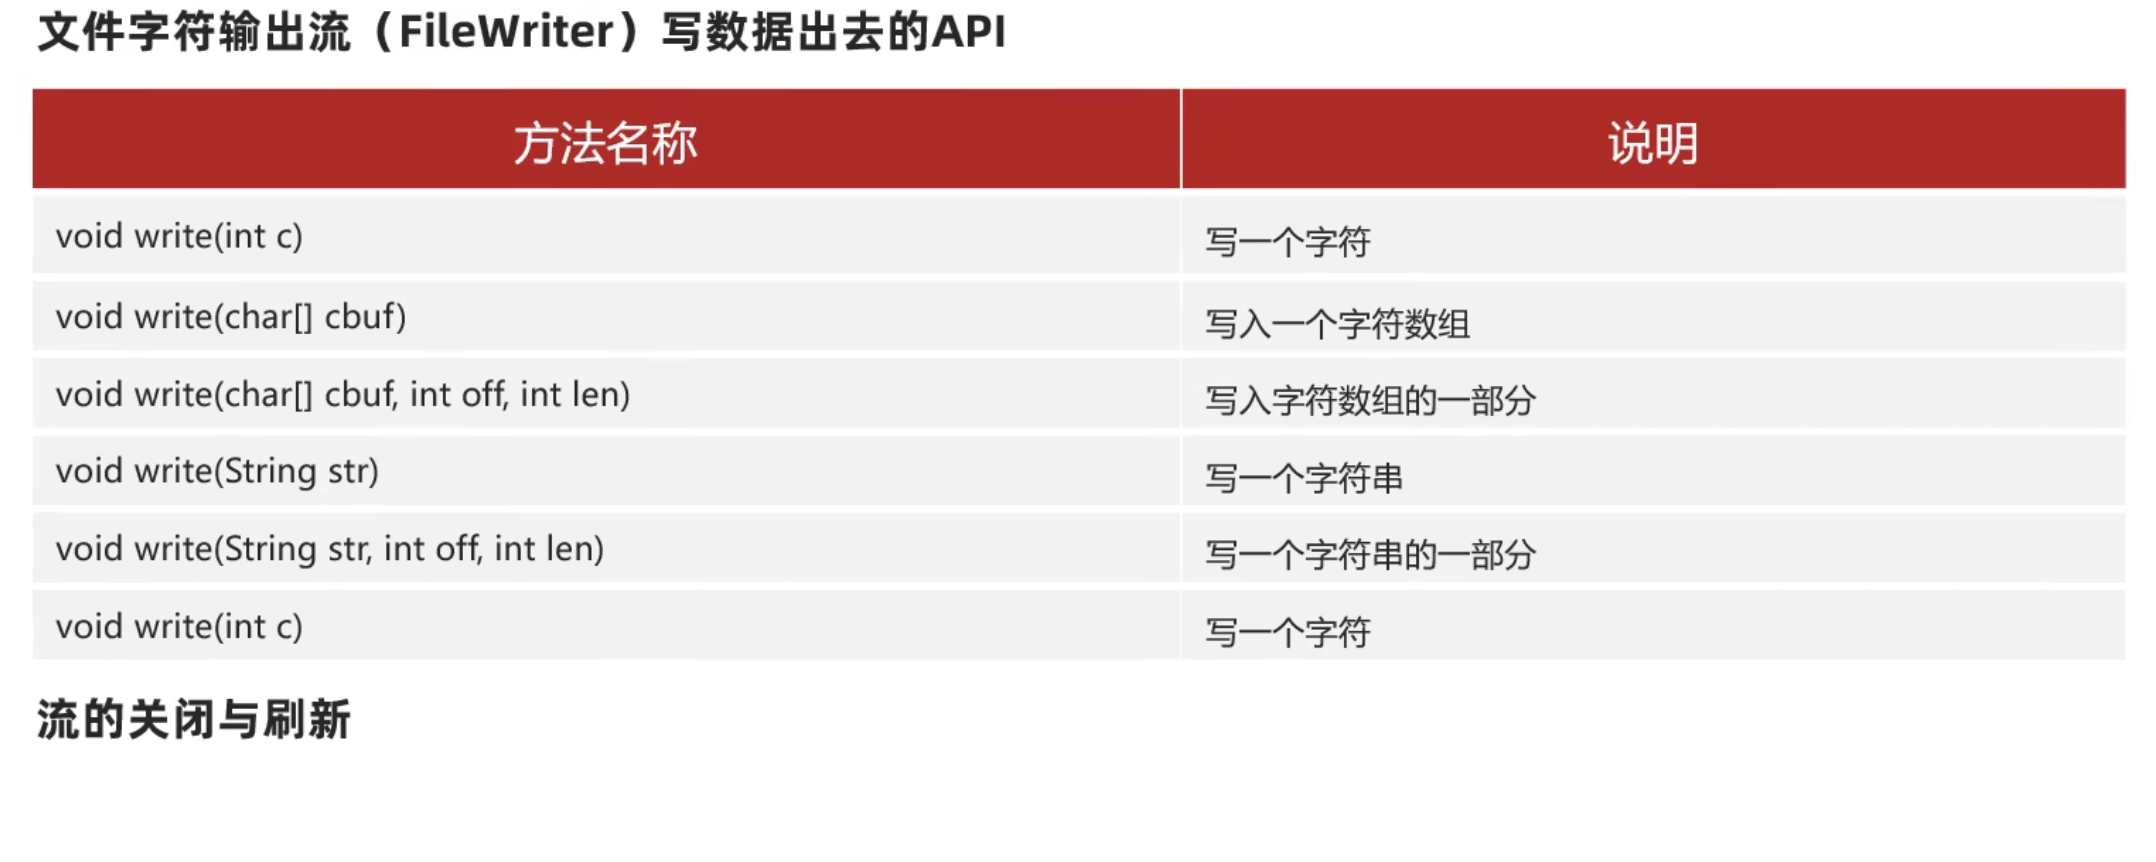 文件字符输出流（FileWriter）写数据出去的API
方法名称 说明
void write(int c) 写一个字符
void write(char[] cbuf) 写入一个字符数组
void write(char[] cbuf, int off, int len) 写入字符数组的一部分
void write(String str) 写一个字符串
void write(String str, int off, int len) 写一个字符串的一部分
void write(int c) 写一个字符
流的关闭与刷新